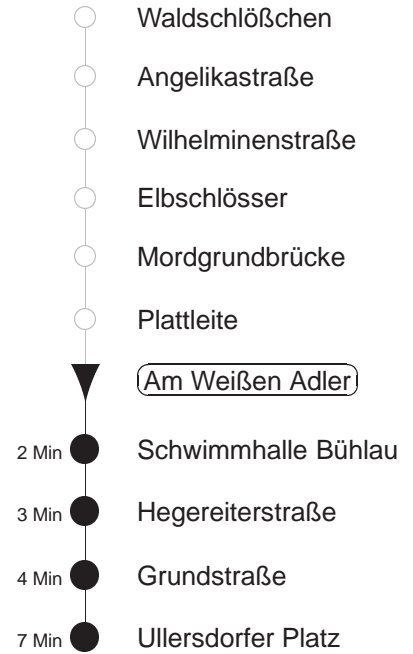 Waldschlößchen
Angelikastraße
Wilhelminenstraße
Elbschlösser
Mordgrundbrücke
Plattleite
Am Weißen Adler
2 Min Schwimmhalle Bühlau
3 Min Hegereiterstraße
4 Min Grundstraße
7 Min Ullersdorfer Platz